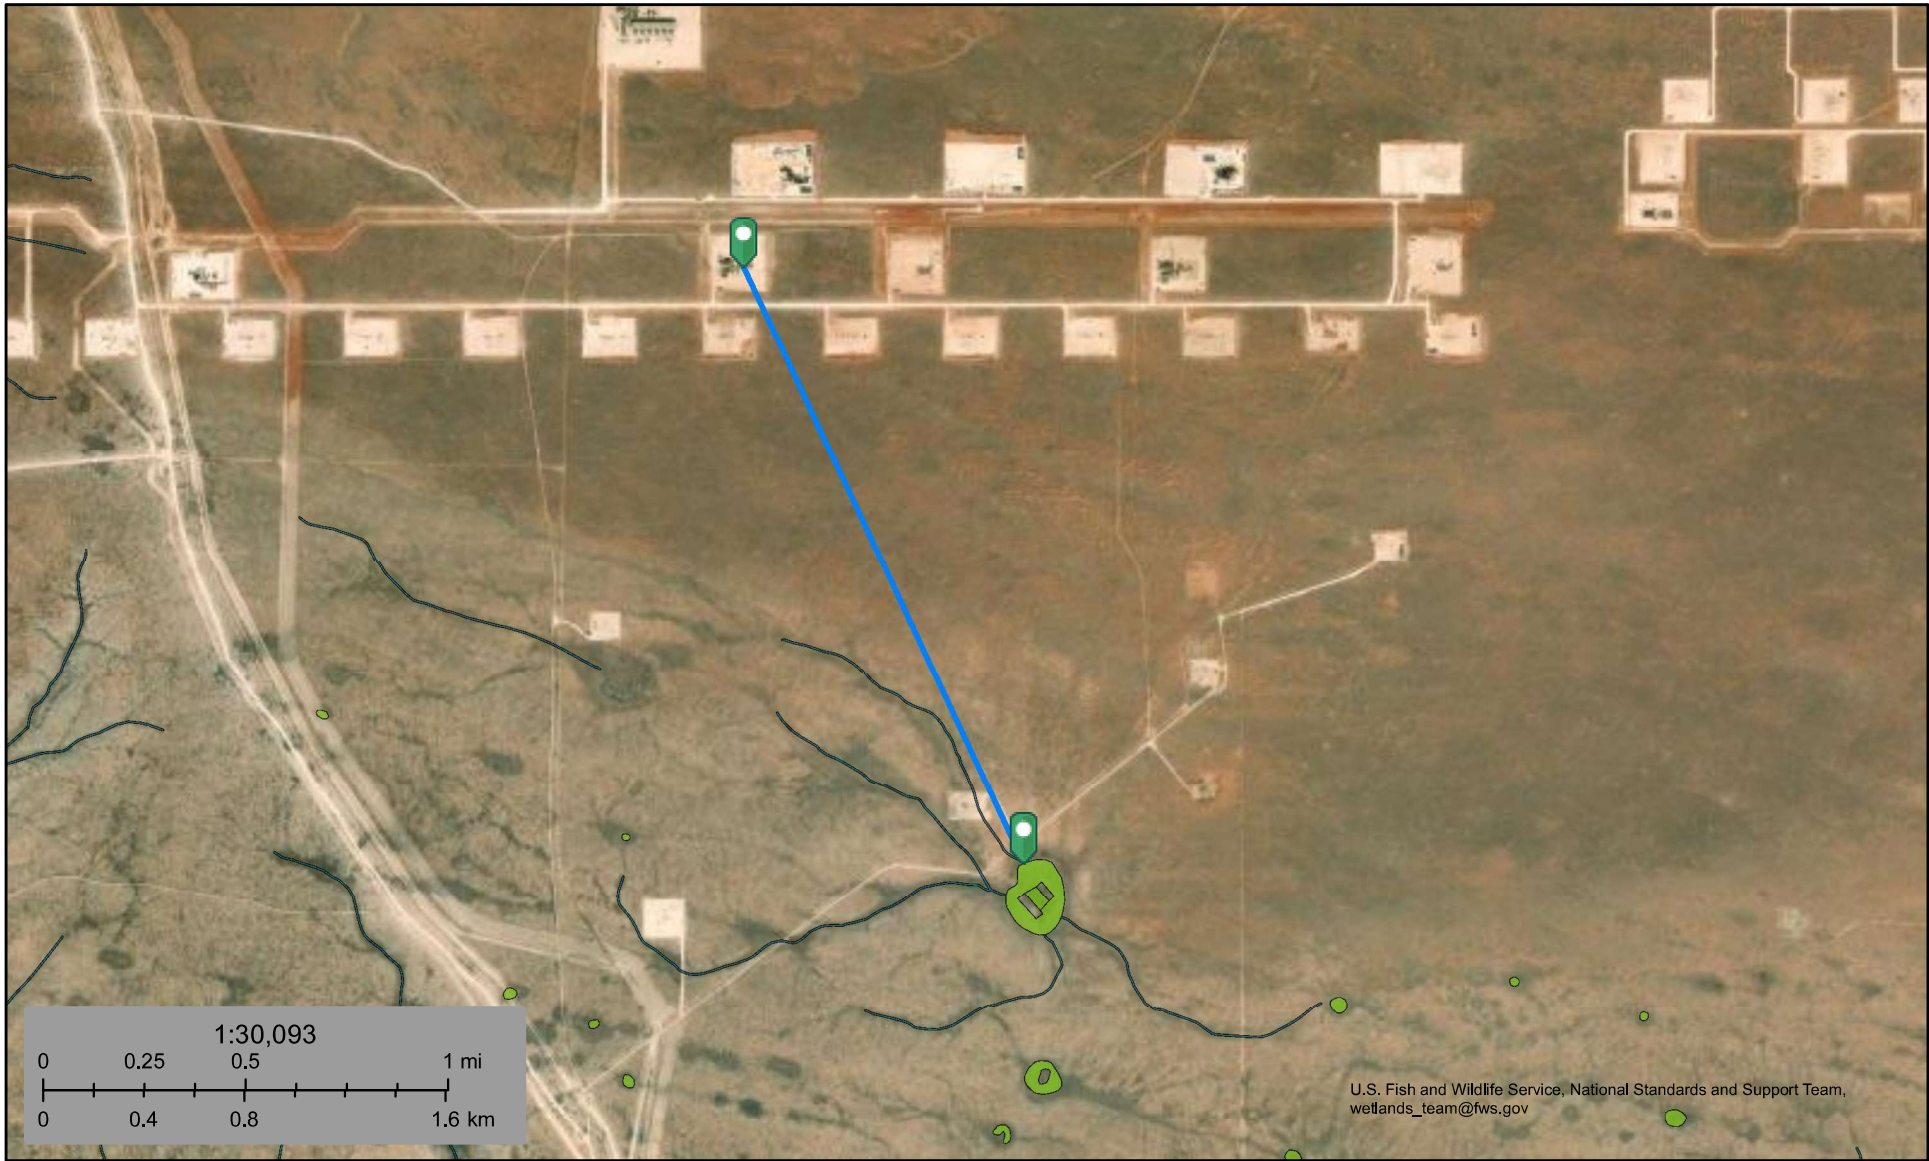 1:30,093
0 0.25 0.5 1 mi
0 0.4 0.8 1.6 km
U.S. Fish and Wildlife Service, National Standards and Support Team,
wetlands_team@fws.gov